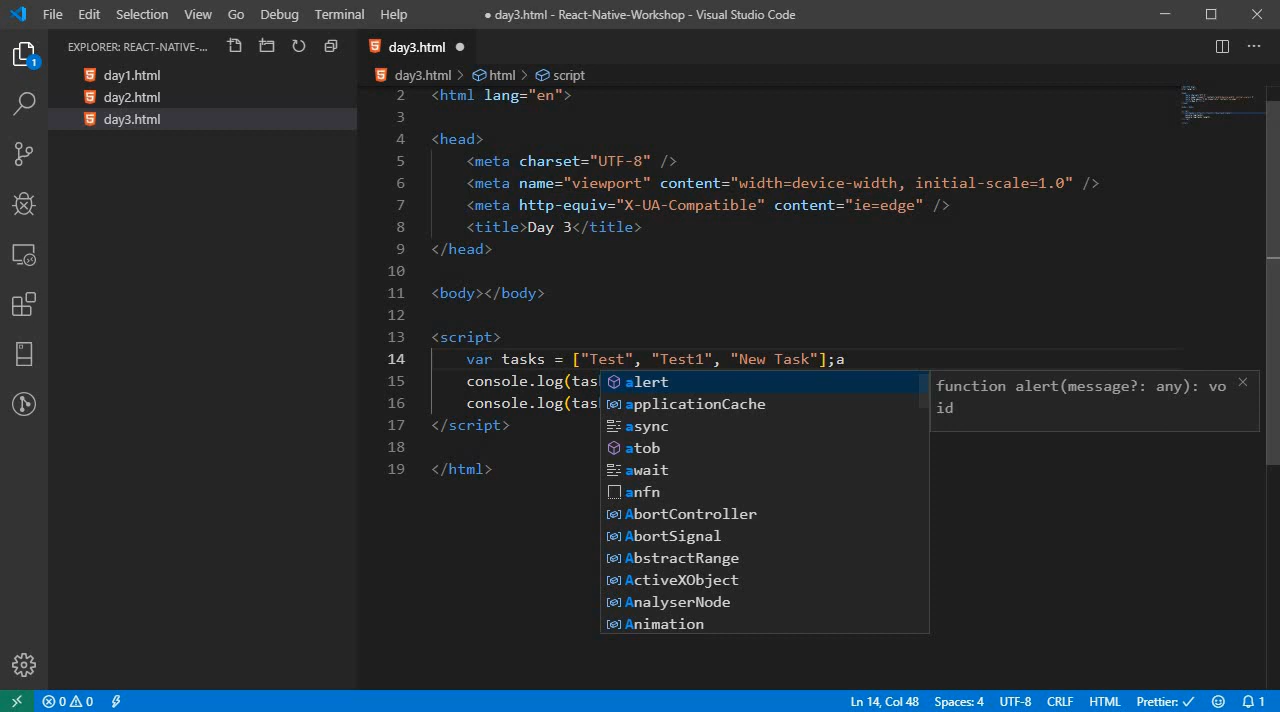 File Edit Selection View Go Debug Terminal Help ● day3.html - React-Native-Workshop - Visual Studio Code
EXPLORER: REACT-NATIVE-...
day3.html ●
day1.html
day2.html
day3.html
1
day3.html > html > script
2 <html lang="en">
3
4 <head>
5 <meta charset="UTF-8" />
6 <meta name="viewport" content="width=device-width, initial-scale=1.0" />
7 <meta http-equiv="X-UA-Compatible" content="ie=edge" />
8 <title>Day 3</title>
9 </head>
10
11 <body></body>
12
13 <script>
14 var tasks = ["Test", "Test1", "New Task"];a
15 console.log(tas
16 console.log(tas
17 </script>
18
19 </html>
alert
applicationCache
async
atob
await
anfn
AbortController
AbortSignal
AbstractRange
ActiveXObject
AnalyserNode
Animation
function alert(message?: any): vo
id
0 0 Ln 14, Col 48 Spaces: 4 UTF-8 CRLF HTML Prettier: ✓ 1